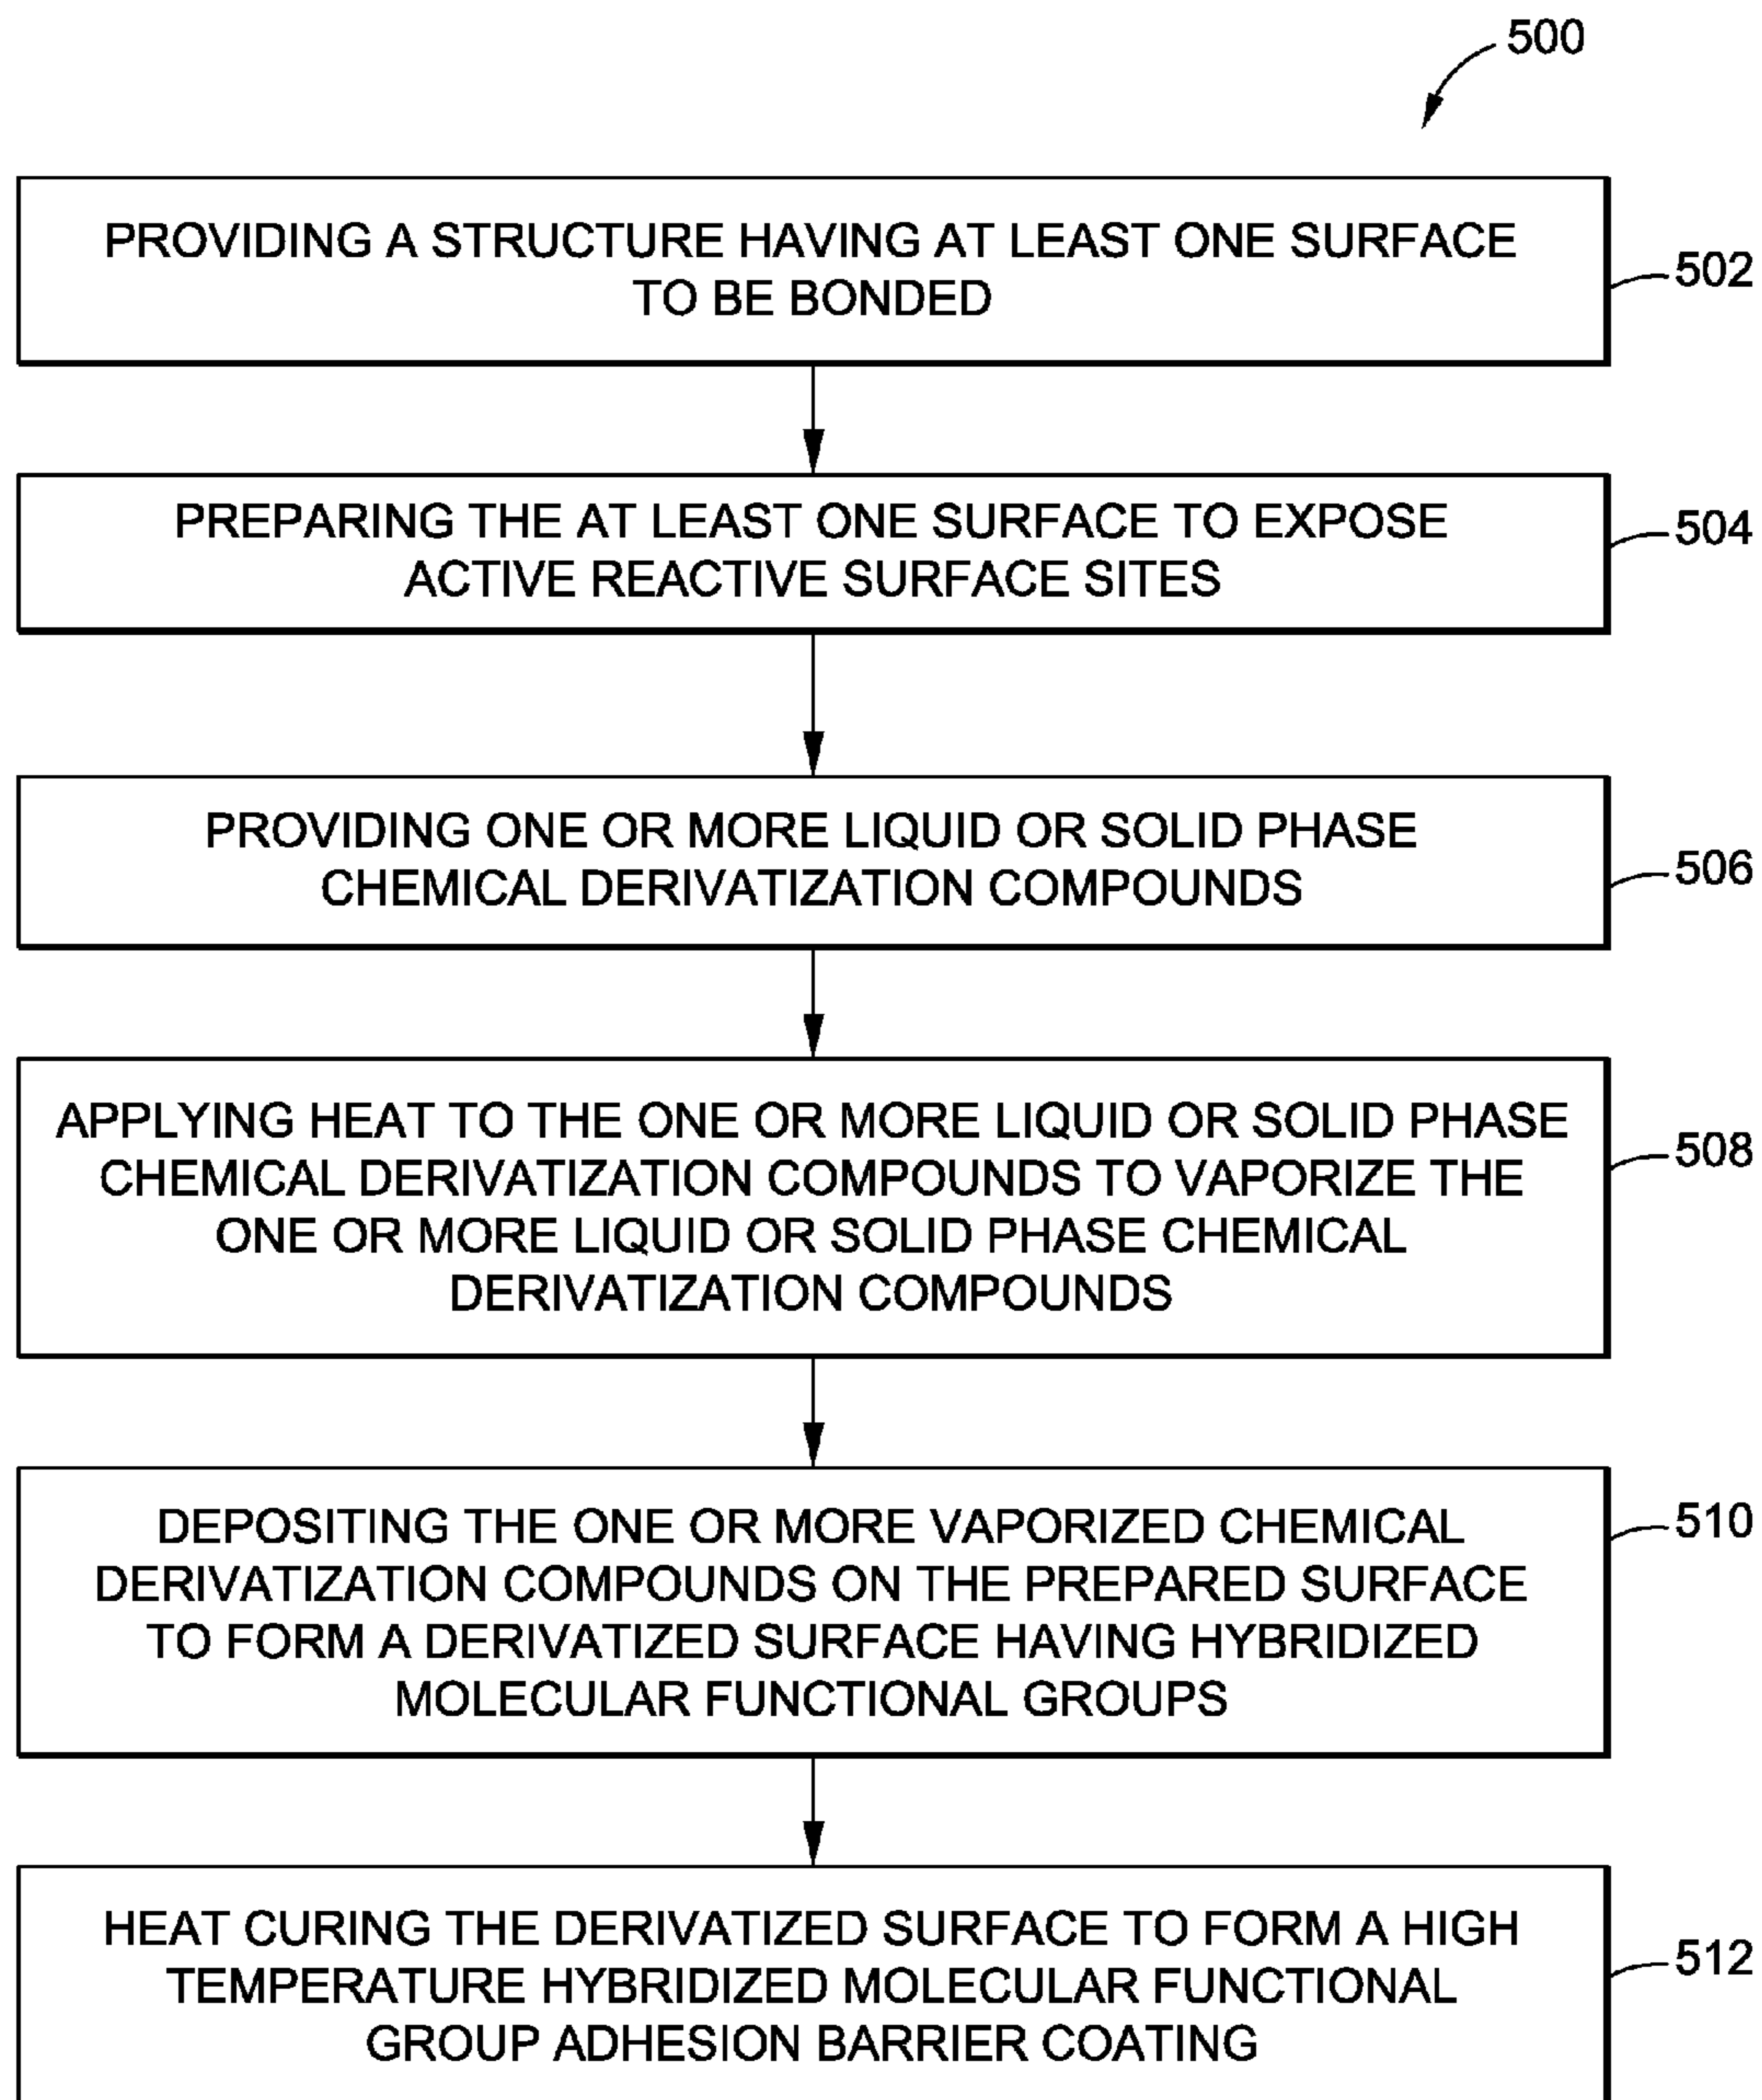 500
PROVIDING A STRUCTURE HAVING AT LEAST ONE SURFACE
TO BE BONDED
502
PREPARING THE AT LEAST ONE SURFACE TO EXPOSE
ACTIVE REACTIVE SURFACE SITES
504
PROVIDING ONE OR MORE LIQUID OR SOLID PHASE
CHEMICAL DERIVATIZATION COMPOUNDS
506
APPLYING HEAT TO THE ONE OR MORE LIQUID OR SOLID PHASE
CHEMICAL DERIVATIZATION COMPOUNDS TO VAPORIZE THE
ONE OR MORE LIQUID OR SOLID PHASE CHEMICAL
DERIVATIZATION COMPOUNDS
508
DEPOSITING THE ONE OR MORE VAPORIZED CHEMICAL
DERIVATIZATION COMPOUNDS ON THE PREPARED SURFACE
TO FORM A DERIVATIZED SURFACE HAVING HYBRIDIZED
MOLECULAR FUNCTIONAL GROUPS
510
HEAT CURING THE DERIVATIZED SURFACE TO FORM A HIGH
TEMPERATURE HYBRIDIZED MOLECULAR FUNCTIONAL
GROUP ADHESION BARRIER COATING
512